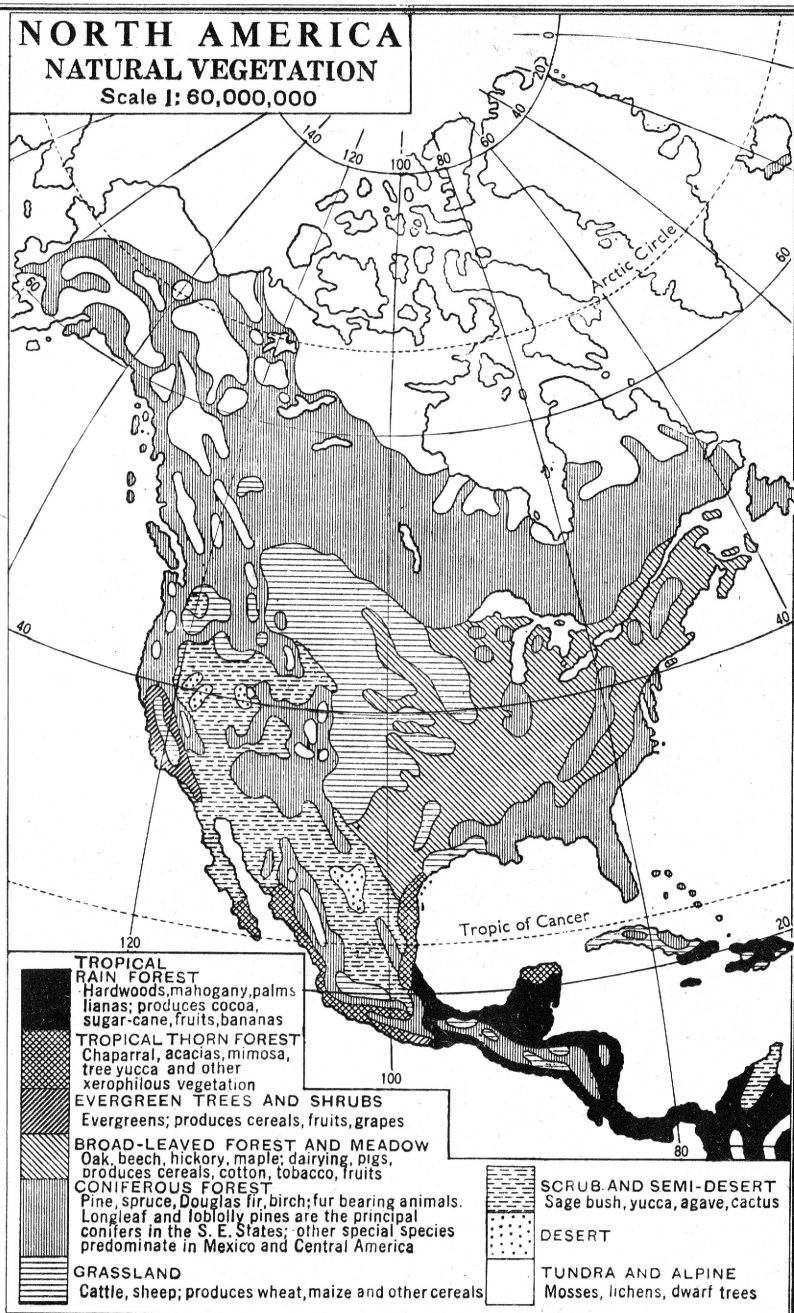 NORTH AMERICA
NATURAL VEGETATION
Scale 1: 60,000,000
0
20
40
60
140
120
100
80
60
60
Arctic Circle
40
40
Tropic of Cancer
20
120
100
80
TROPICAL
RAIN FOREST
Hardwoods, mahogany, palms
lianas; produces cocoa,
sugar-cane, fruits, bananas
TROPICAL THORN FOREST
Chaparral, acacias, mimosa,
tree yucca and other
xerophilous vegetation
EVERGREEN TREES AND SHRUBS
Evergreens; produces cereals, fruits, grapes
BROAD-LEAVED FOREST AND MEADOW
Oak, beech, hickory, maple; dairying, pigs,
produces cereals, cotton, tobacco, fruits
CONIFEROUS FOREST
Pine, spruce, Douglas fir, birch; fur bearing animals.
Longleaf and loblolly pines are the principal
conifers in the S. E. States; other special species
predominate in Mexico and Central America
GRASSLAND
Cattle, sheep; produces wheat, maize and other cereals
SCRUB AND SEMI-DESERT
Sage bush, yucca, agave, cactus
DESERT
TUNDRA AND ALPINE
Mosses, lichens, dwarf trees